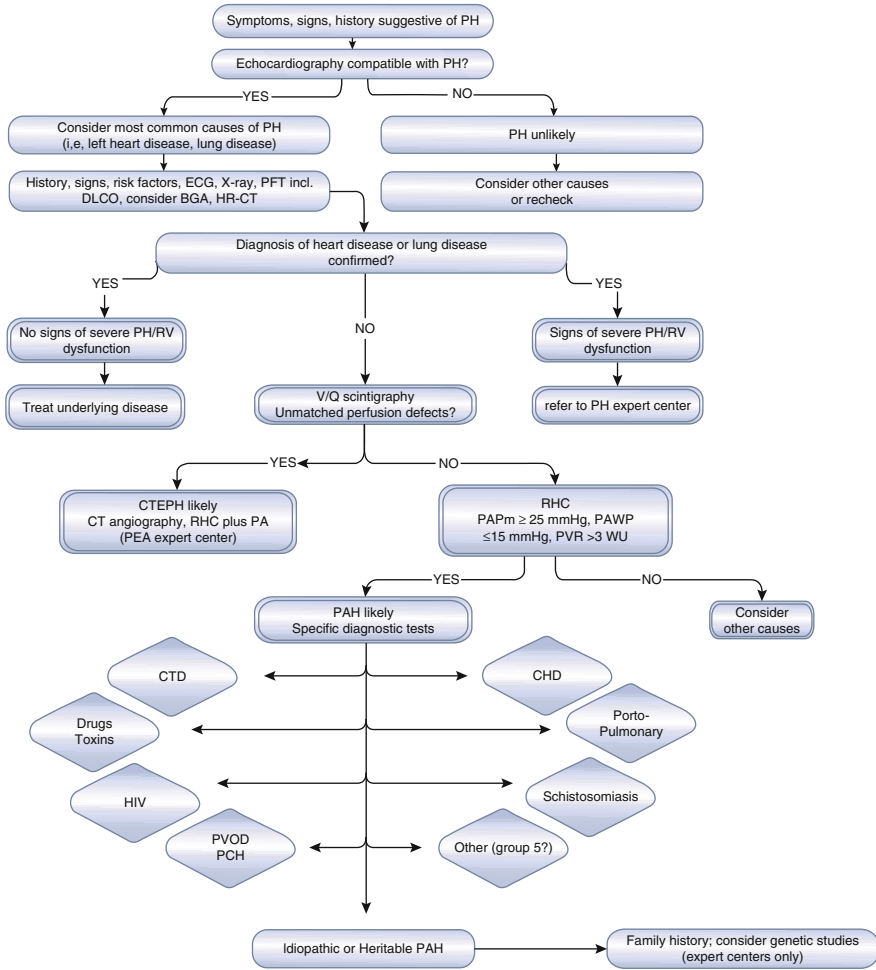 Symptoms, signs, history suggestive of PH
Echocardiography compatible with PH?
YES
NO
Consider most common causes of PH
(i,e, left heart disease, lung disease)
PH unlikely
History, signs, risk factors, ECG, X-ray, PFT incl.
DLCO, consider BGA, HR-CT
Consider other causes
or recheck
Diagnosis of heart disease or lung disease
confirmed?
YES
YES
NO
No signs of severe PH/RV
dysfunction
Signs of severe PH/RV
dysfunction
Treat underlying disease
V/Q scintigraphy
Unmatched perfusion defects?
refer to PH expert center
YES
NO
CTEPH likely
CT angiography, RHC plus PA
(PEA expert center)
RHC
PAPm ≥ 25 mmHg, PAWP
≤15 mmHg, PVR >3 WU
YES
NO
PAH likely
Specific diagnostic tests
Consider
other causes
CTD
CHD
Drugs
Toxins
Porto-
Pulmonary
HIV
Schistosomiasis
PVOD
PCH
Other (group 5?)
Idiopathic or Heritable PAH
Family history; consider genetic studies
(expert centers only)